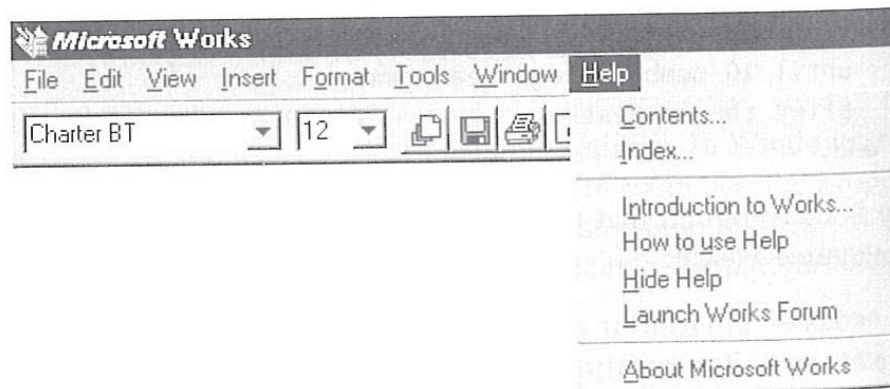 Microsoft Works
File Edit View Insert Format Tools Window Help
Charter BT 12
Contents...
Index...
Introduction to Works...
How to use Help
Hide Help
Launch Works Forum
About Microsoft Works